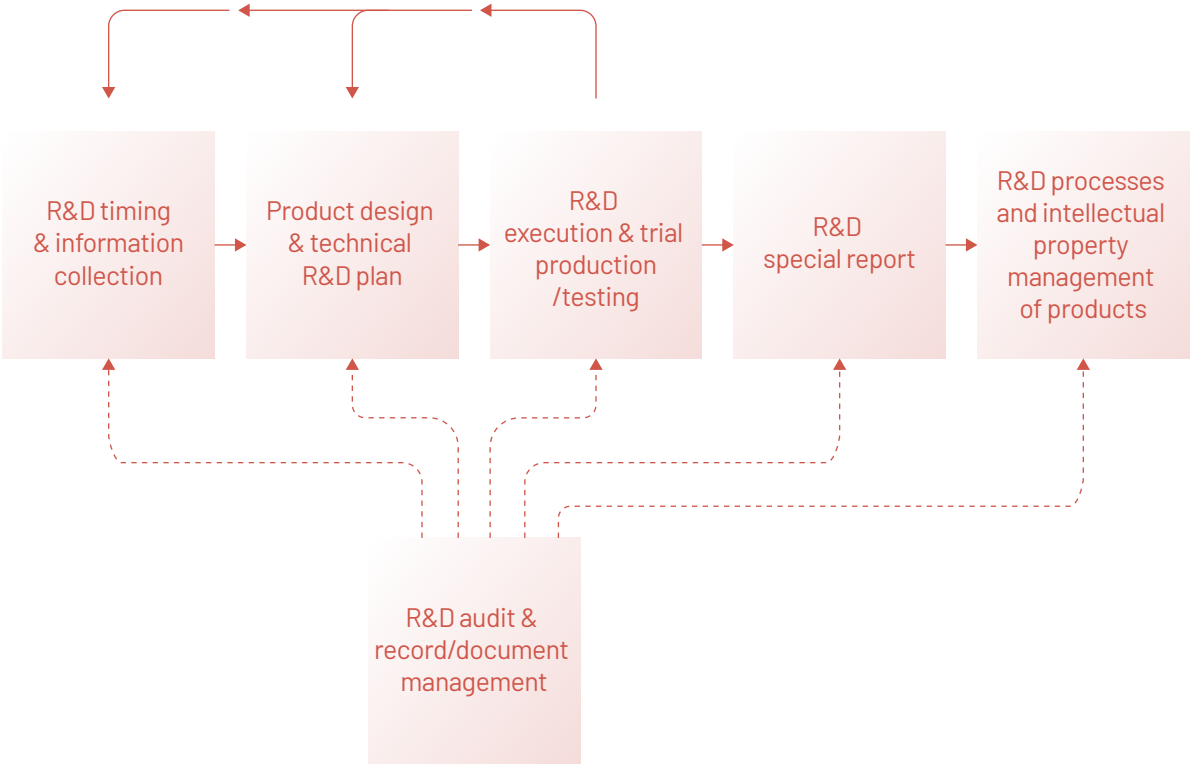 R&D timing
& information
collection
Product design
& technical
R&D plan
R&D
execution & trial
production
/testing
R&D
special report
R&D processes
and intellectual
property
management
of products
R&D audit &
record/document
management